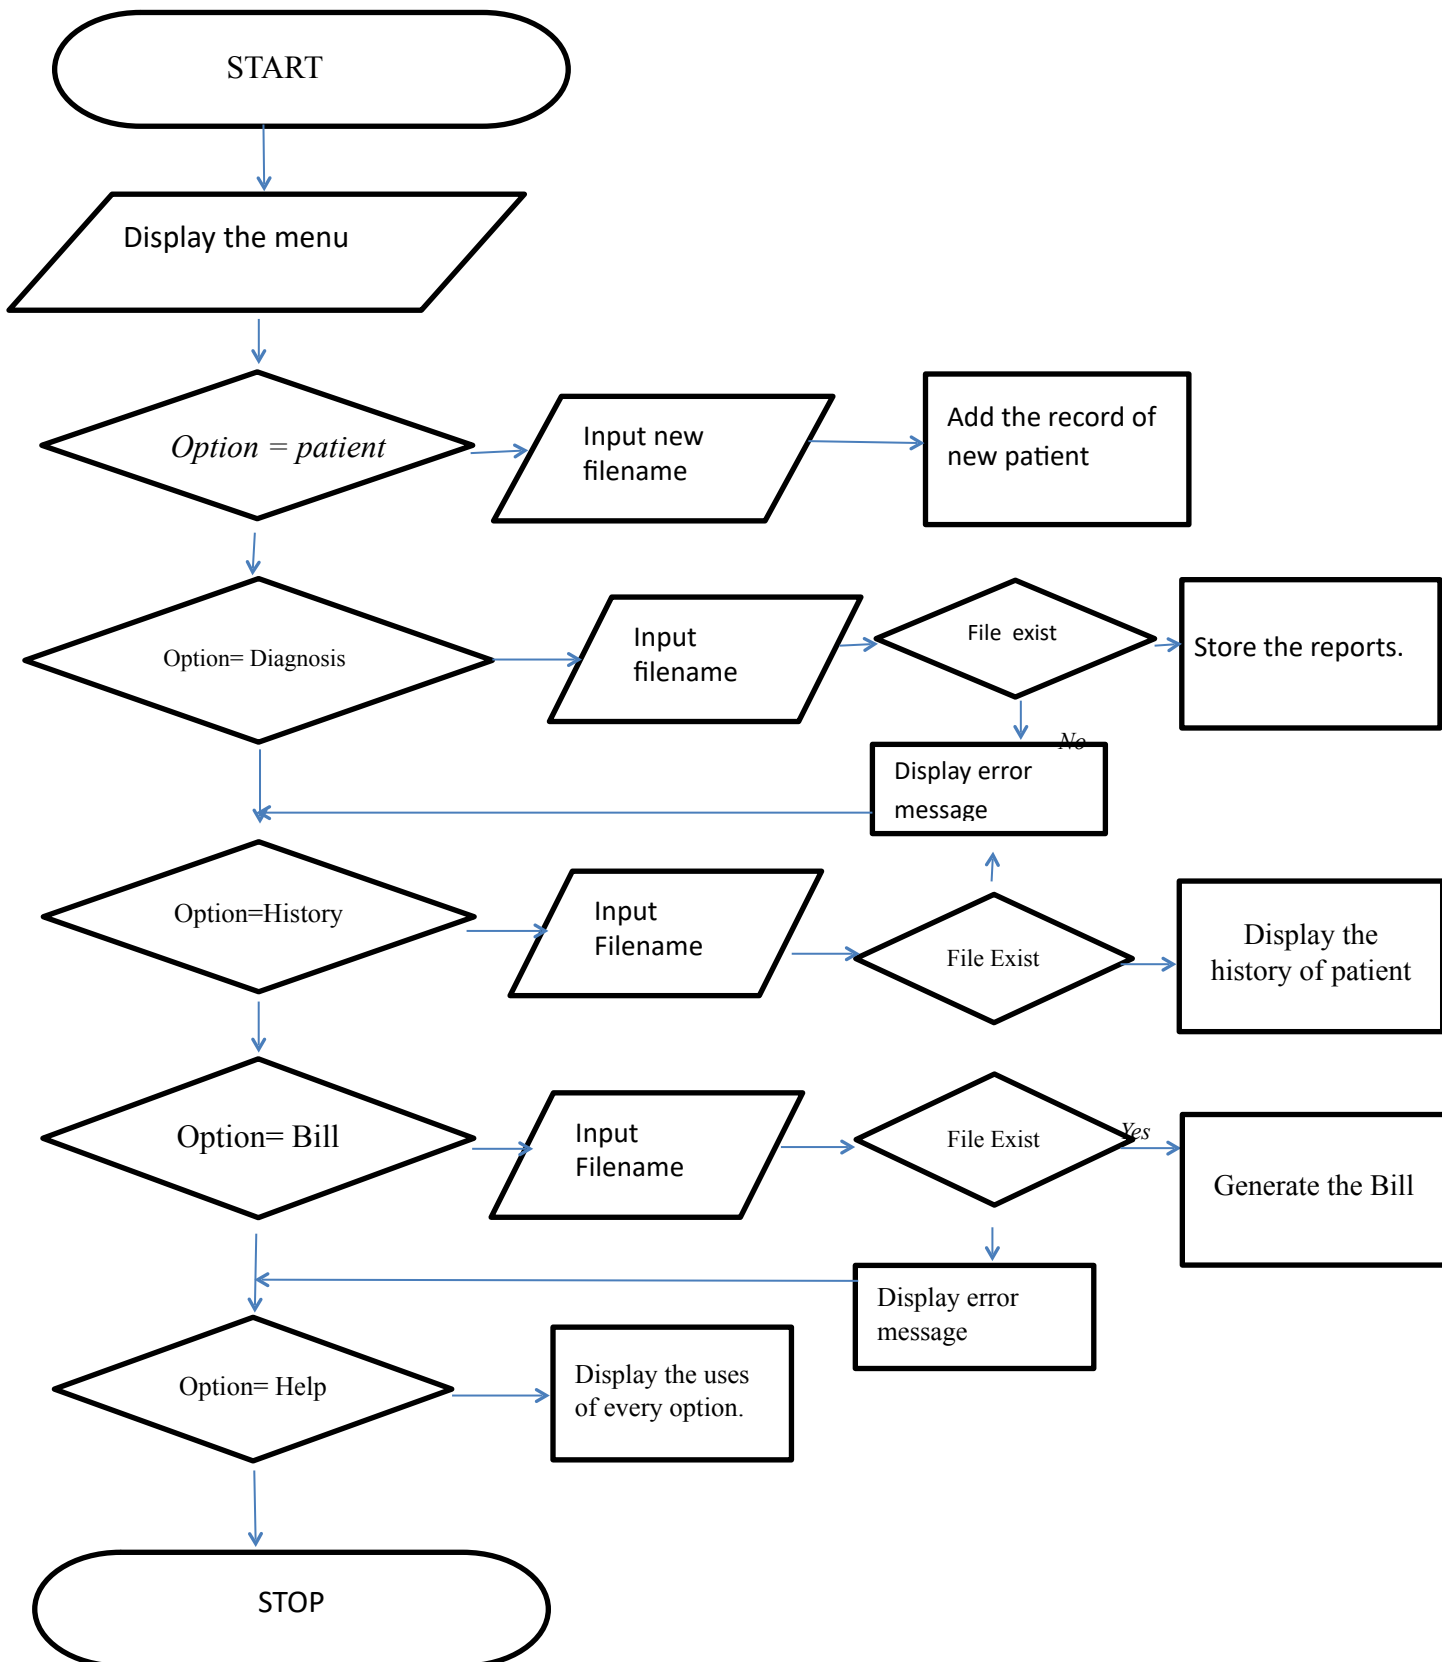 START
Display the menu
Option = patient
Input new
filename
Add the record of
new patient
Option= Diagnosis
Input
filename
File exist
Store the reports.
No
Display error
message
Option=History
Input
Filename
File Exist
Display the
history of patient
Option= Bill
Input
Filename
File Exist
Yes
Generate the Bill
Display error
message
Option= Help
Display the uses
of every option.
STOP